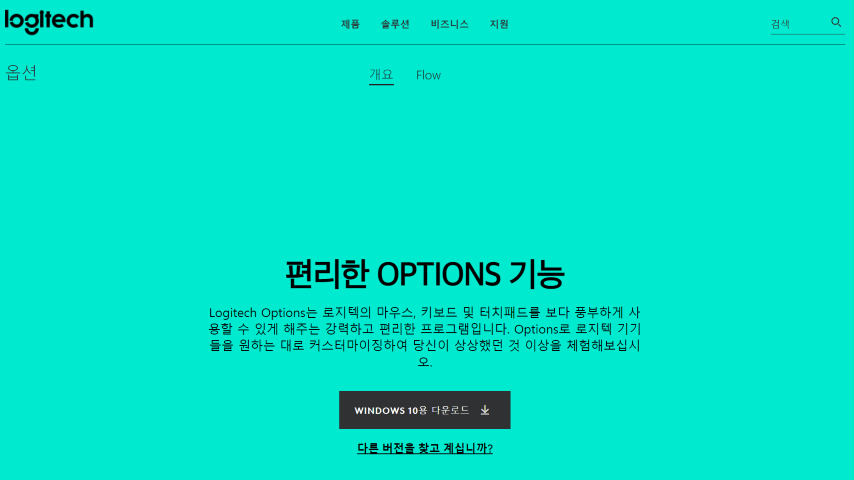 logitech
제품 솔루션 비즈니스 지원
검색
옵션
개요 Flow
편리한 OPTIONS 기능
Logitech Options는 로지텍의 마우스, 키보드 및 터치패드를 보다 풍부하게 사
용할 수 있게 해주는 강력하고 편리한 프로그램입니다. Options로 로지텍 기기
들을 원하는 대로 커스터마이징하여 당신이 상상했던 것 이상을 체험해보십시
오.
WINDOWS 10용 다운로드
다른 버전을 찾고 계십니까?